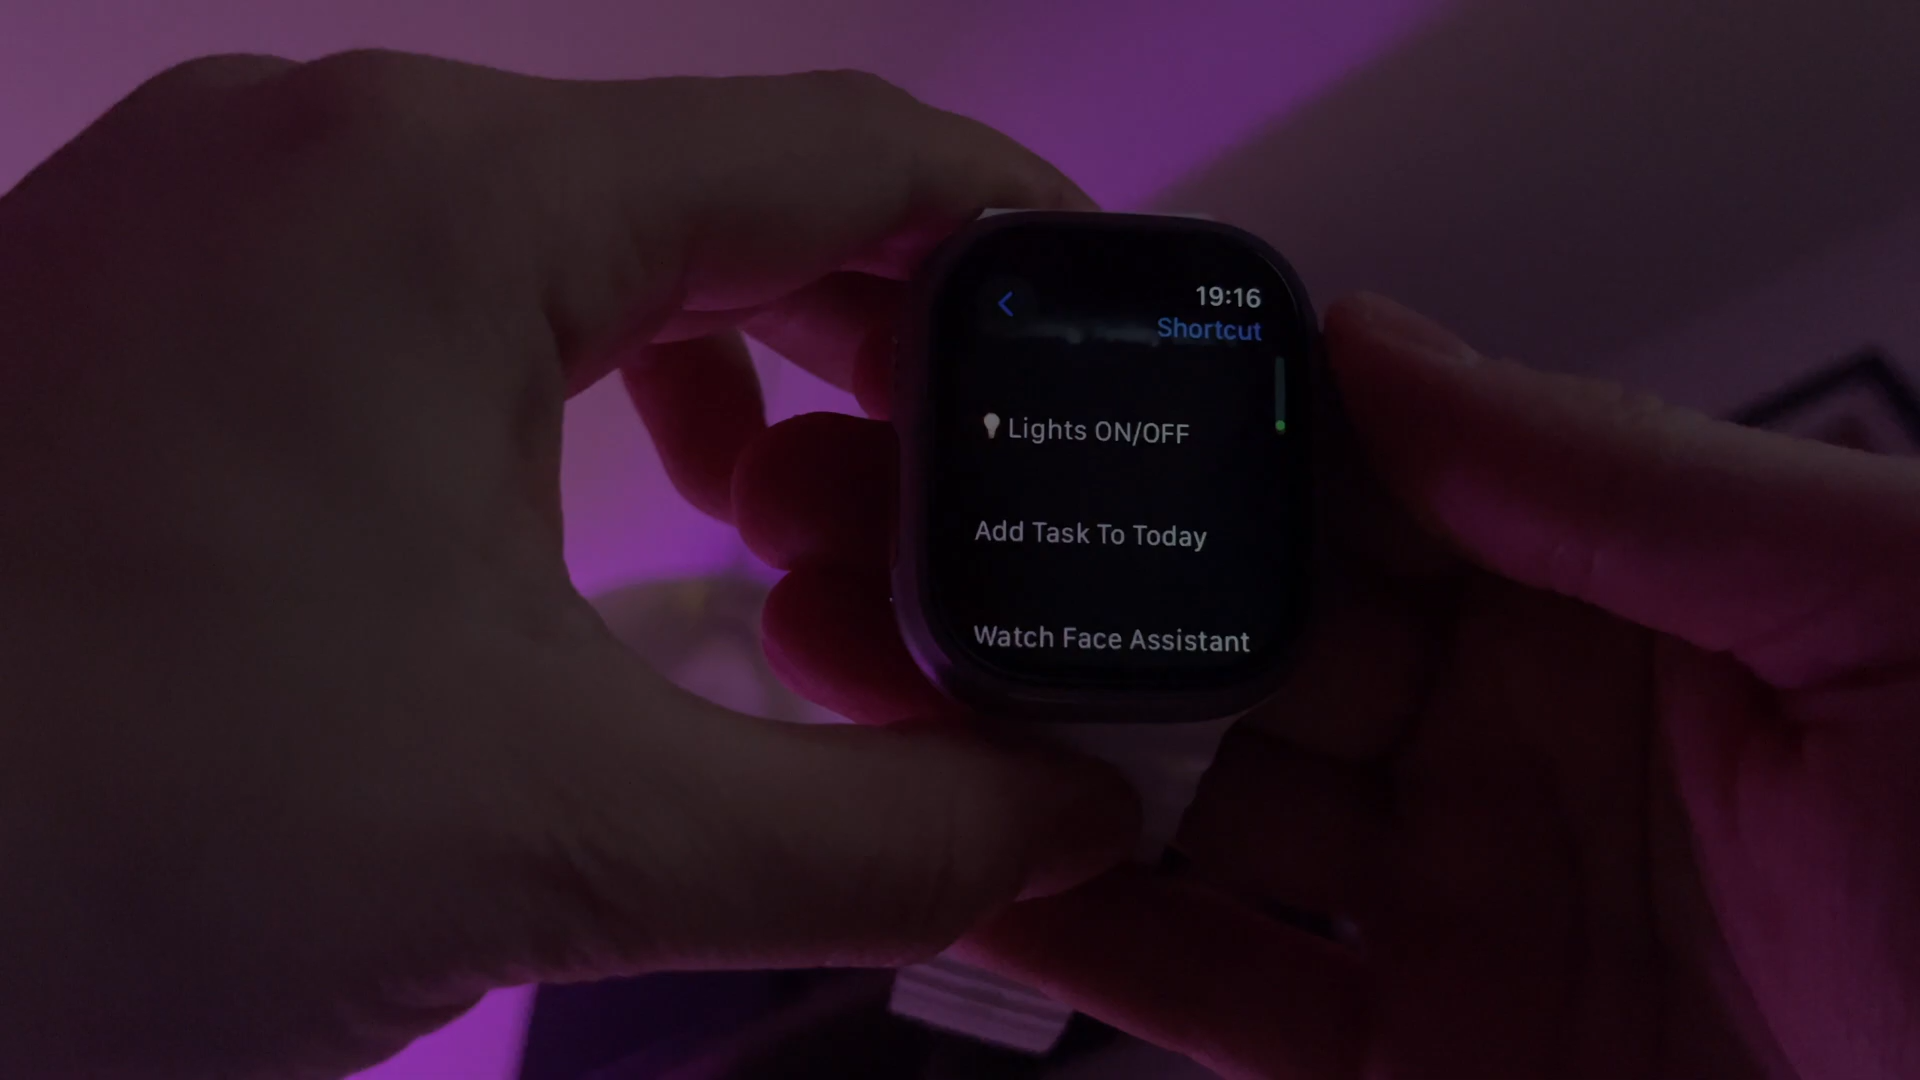 19:16
Shortcut
Lights ON/OFF
Add Task To Today
Watch Face Assistant